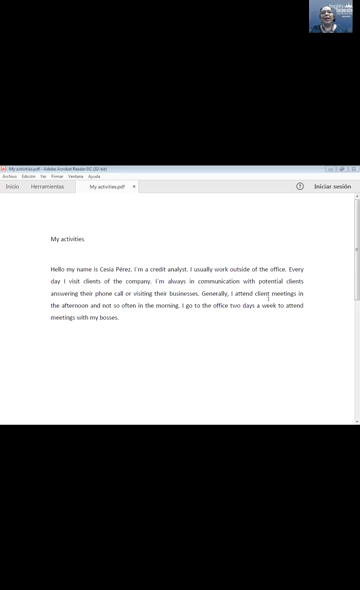 My activities.pdf - Adobe Acrobat Reader DC (32-bit)
Archivo Edición Ver Firmar Ventana Ayuda
Inicio Herramientas My activities.pdf × Iniciar sesión
My activities
Hello my name is Cesia Pérez. I´m a credit analyst. I usually work outside of the office. Every
day I visit clients of the company. I´m always in communication with potential clients
answering their phone call or visiting their businesses. Generally, I attend client meetings in
the afternoon and not so often in the morning. I go to the office two days a week to attend
meetings with my bosses.